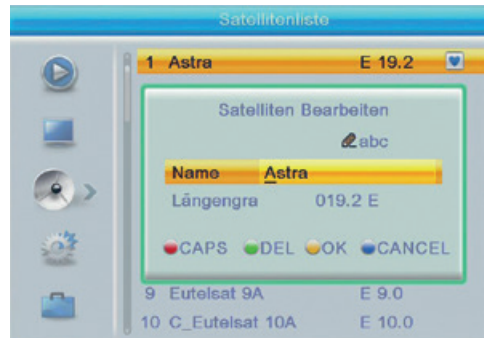 Satellitenliste
1 Astra E 19.2
Satelliten Bearbeiten
abc
Name Astra
Längengra 019.2 E
CAPS DEL OK CANCEL
9 Eutelsat 9A E 9.0
10 C_Eutelsat 10A E 10.0